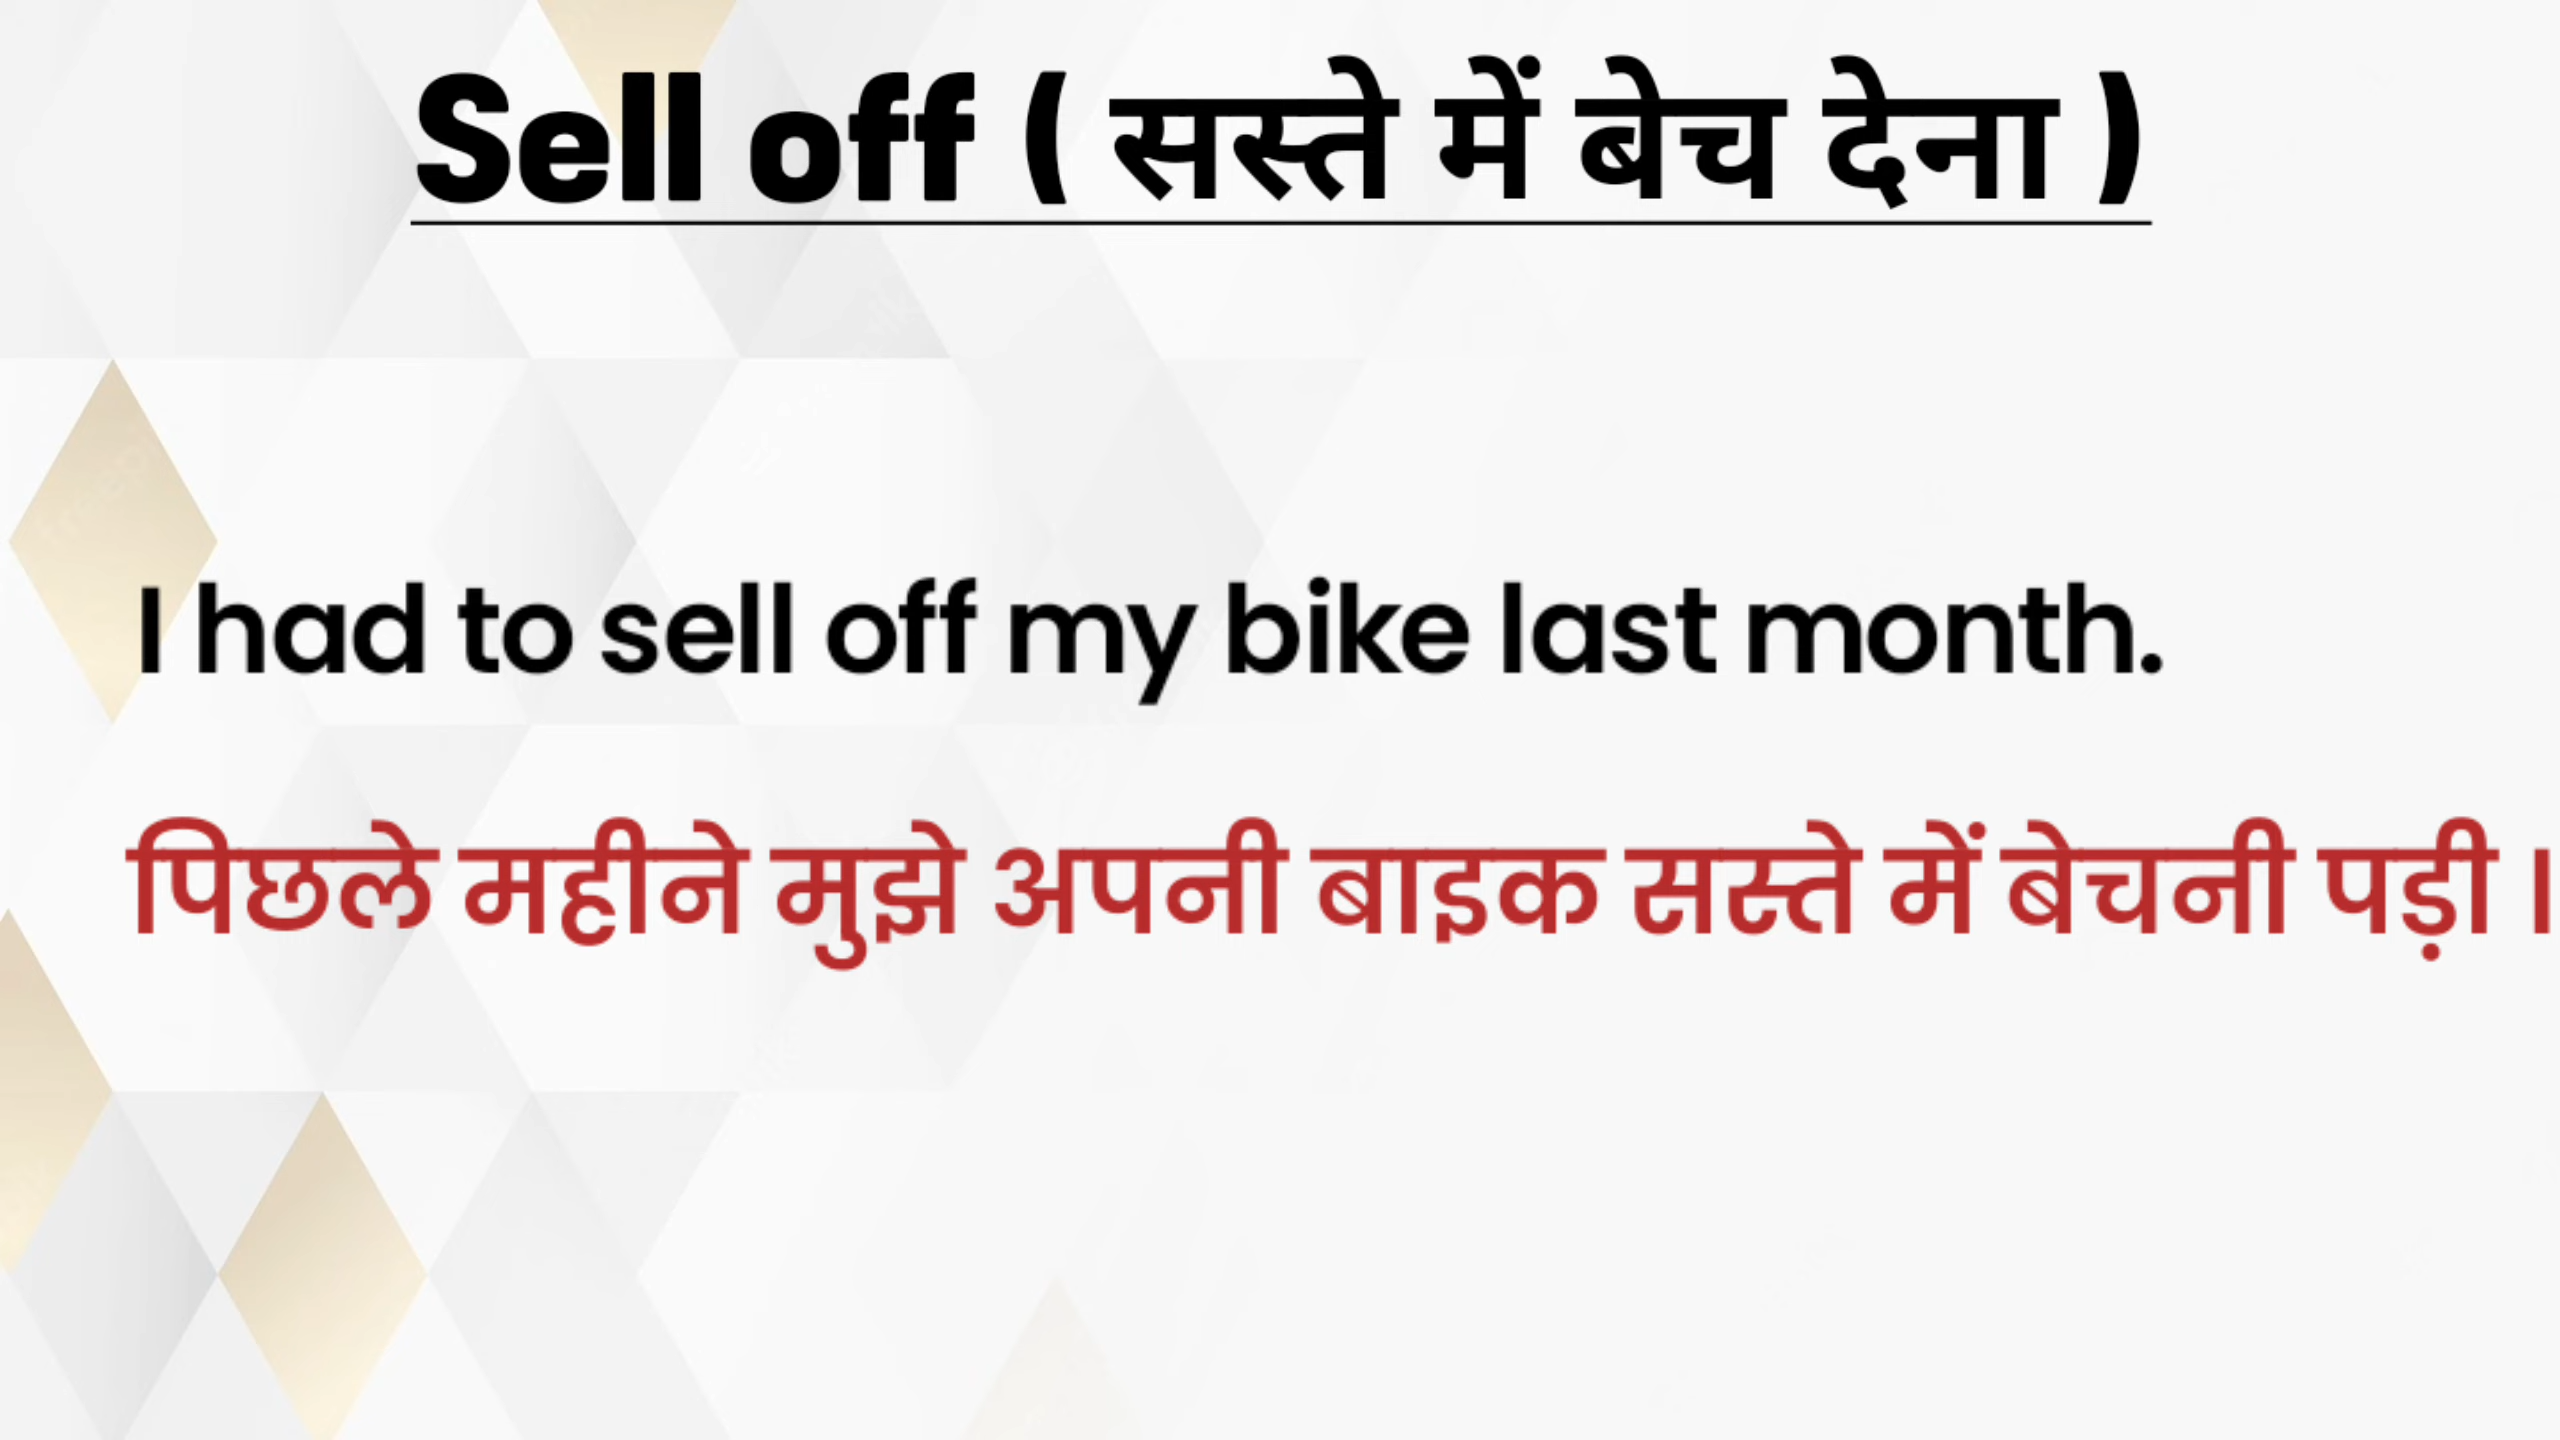 Sell off ( सस्ते में बेच देना )
I had to sell off my bike last month.
पिछले महीने मुझे अपनी बाइक सस्ते में बेचनी पड़ी ।